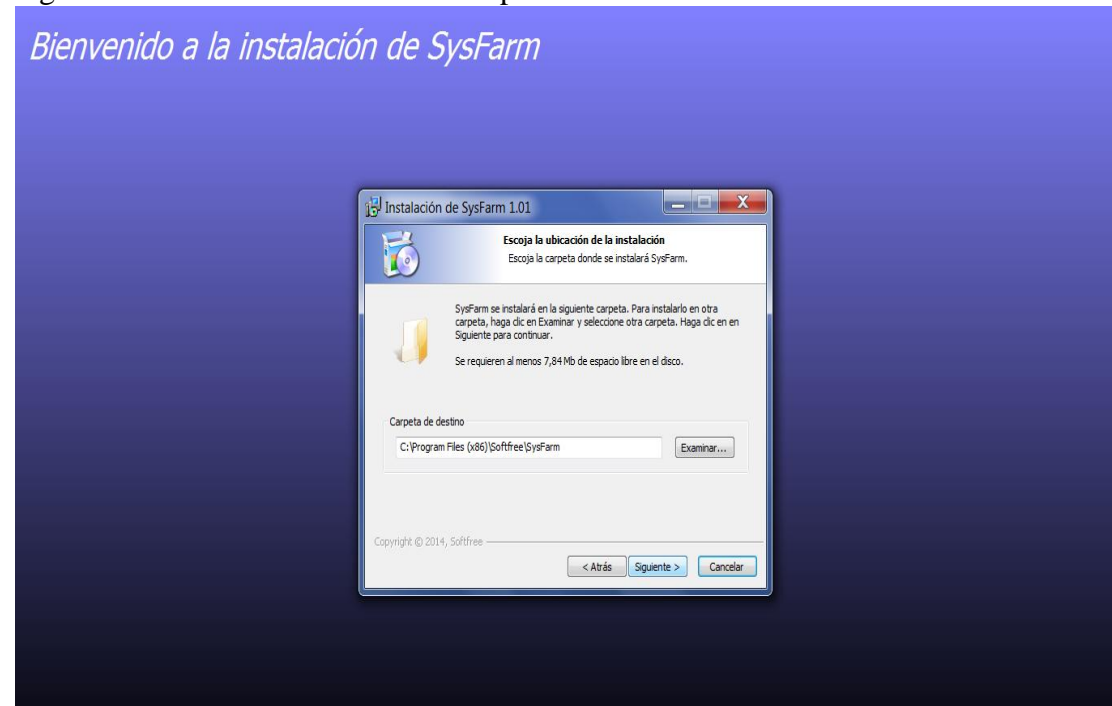 Bienvenido a la instalación de SysFarm
Instalación de SysFarm 1.01
Escoja la ubicación de la instalación
Escoja la carpeta donde se instalará SysFarm.
SysFarm se instalará en la siguiente carpeta. Para instalarlo en otra
carpeta, haga clic en Examinar y seleccione otra carpeta. Haga clic en en
Siguiente para continuar.
Se requieren al menos 7,84 Mb de espacio libre en el disco.
Carpeta de destino
C:\Program Files (x86)\Softfree\SysFarm
Examinar...
Copyright © 2014, Softfree
< Atrás
Siguiente >
Cancelar